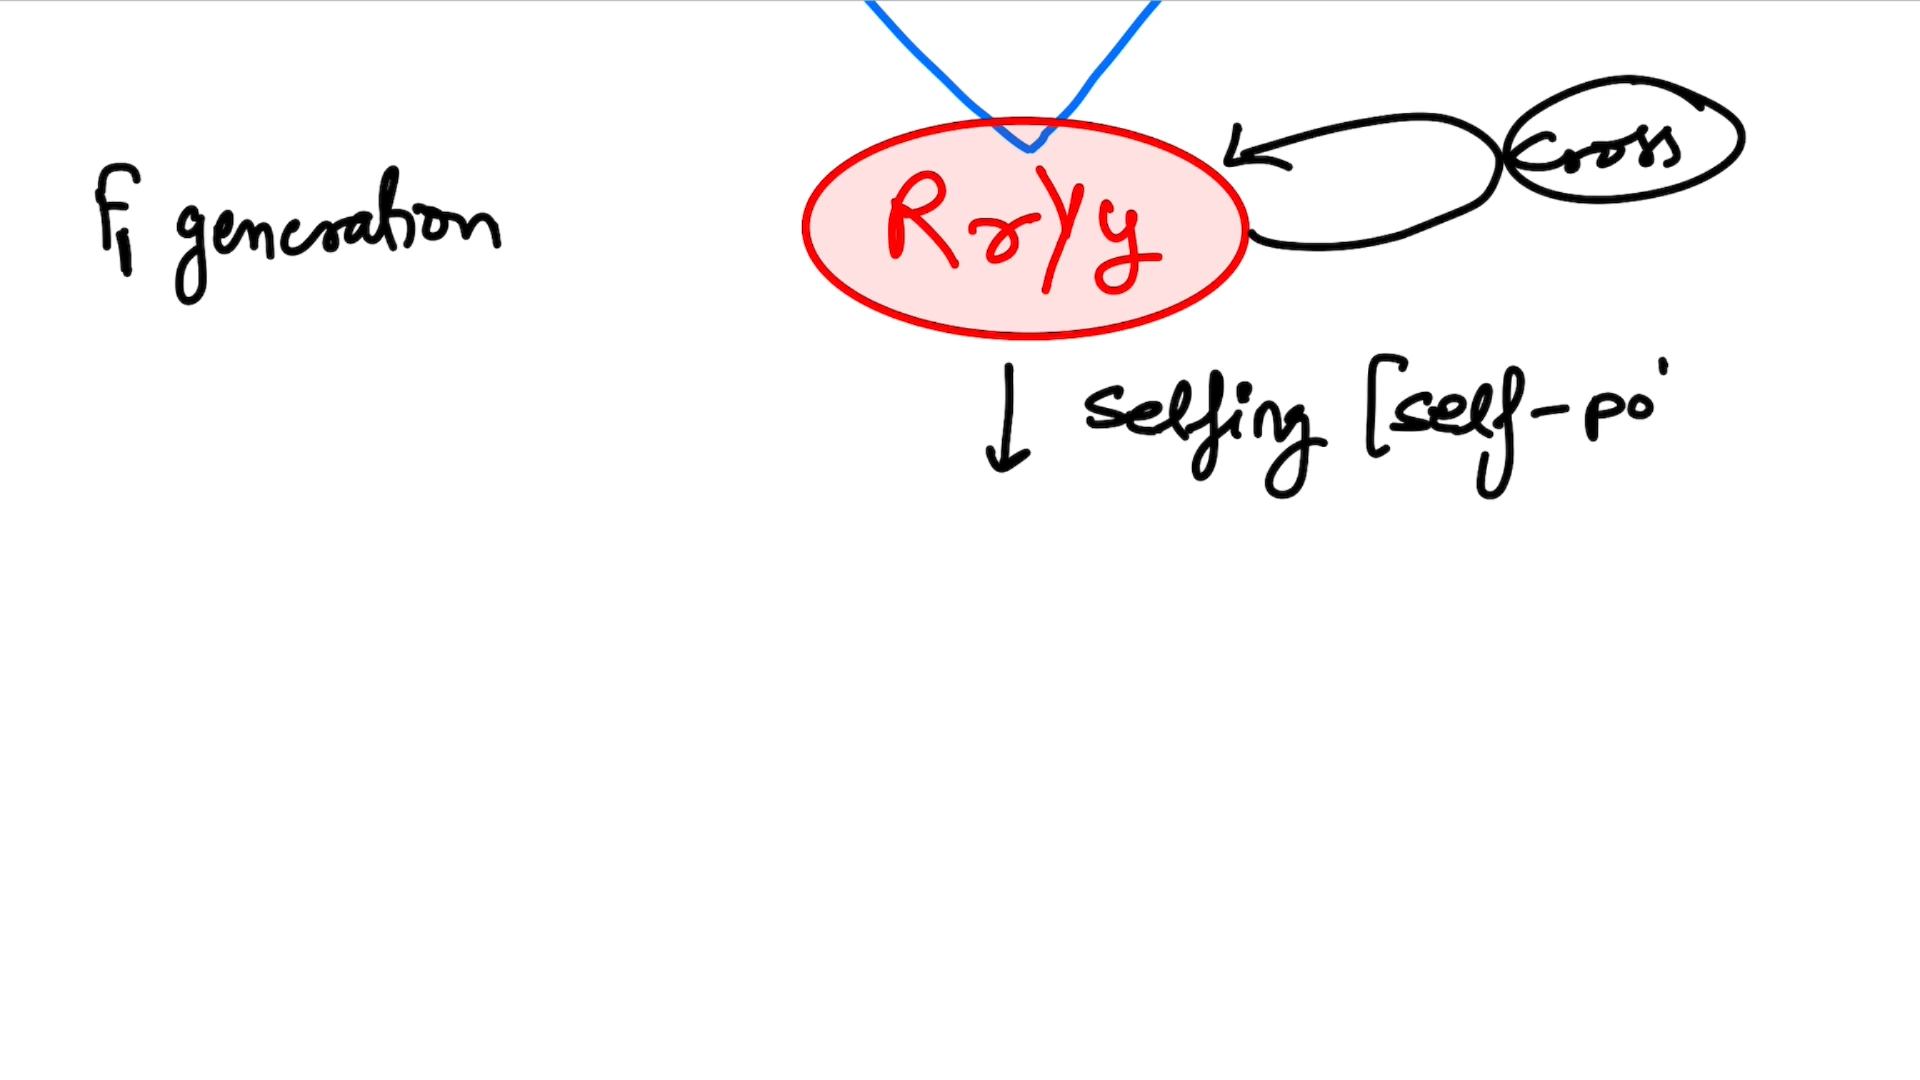 cross
F1 generation
RrYy
↓ selfing [self-po